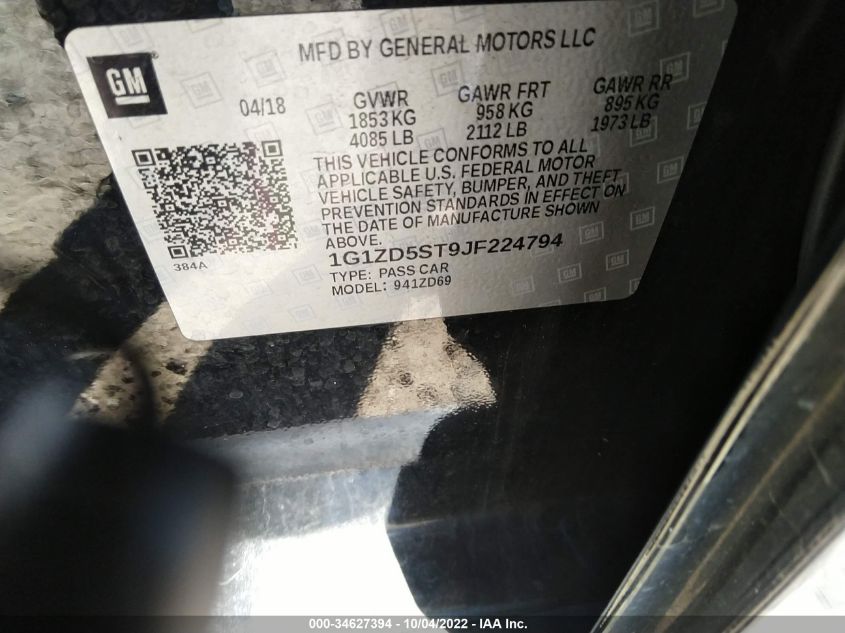 MFD BY GENERAL MOTORS LLC
GM
04/18 GVWR GAWR FRT GAWR RR
1853 KG 958 KG 895 KG
4085 LB 2112 LB 1973 LB
THIS VEHICLE CONFORMS TO ALL
APPLICABLE U.S. FEDERAL MOTOR
VEHICLE SAFETY, BUMPER, AND THEFT
PREVENTION STANDARDS IN EFFECT ON
THE DATE OF MANUFACTURE SHOWN
ABOVE.
384A
1G1ZD5ST9JF224794
TYPE: PASS CAR
MODEL: 941ZD69
000-34627394 - 10/04/2022 - IAA Inc.